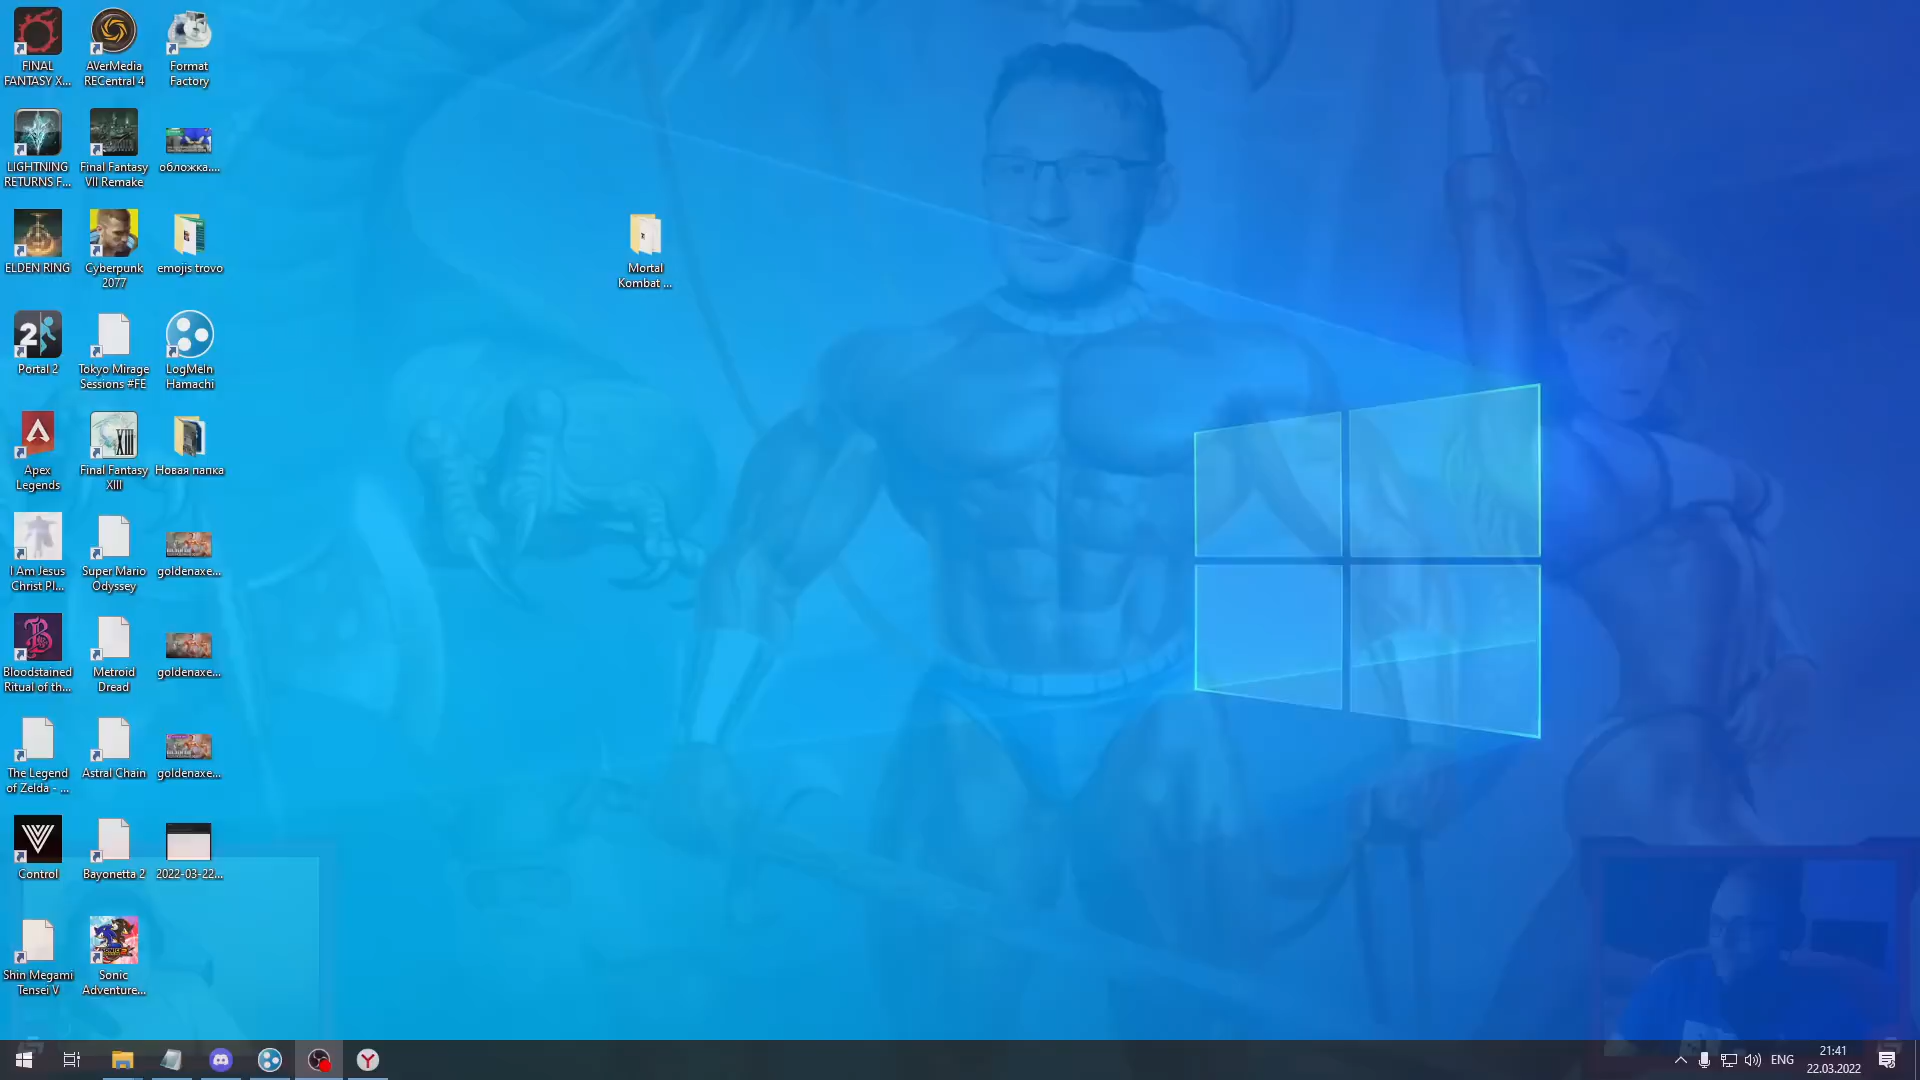 FINAL
FANTASY X...
AVerMedia
RECentral 4
Format
Factory
LIGHTNING
RETURNS F...
Final Fantasy
VII Remake
обложка....
ELDEN RING
Cyberpunk
2077
emojis trovo
Mortal
Kombat ...
2
Portal 2
Tokyo Mirage
Sessions #FE
LogMeIn
Hamachi
Apex
Legends
XIII
Final Fantasy
XIII
Новая папка
I Am Jesus
Christ Pl...
Super Mario
Odyssey
goldenaxe...
B
Bloodstained
Ritual of th...
Metroid
Dread
goldenaxe...
The Legend
of Zelda - ...
Astral Chain
goldenaxe...
Control
Bayonetta 2
2022-03-22...
Shin Megami
Tensei V
Sonic
Adventure...
ENG
21:41
22.03.2022